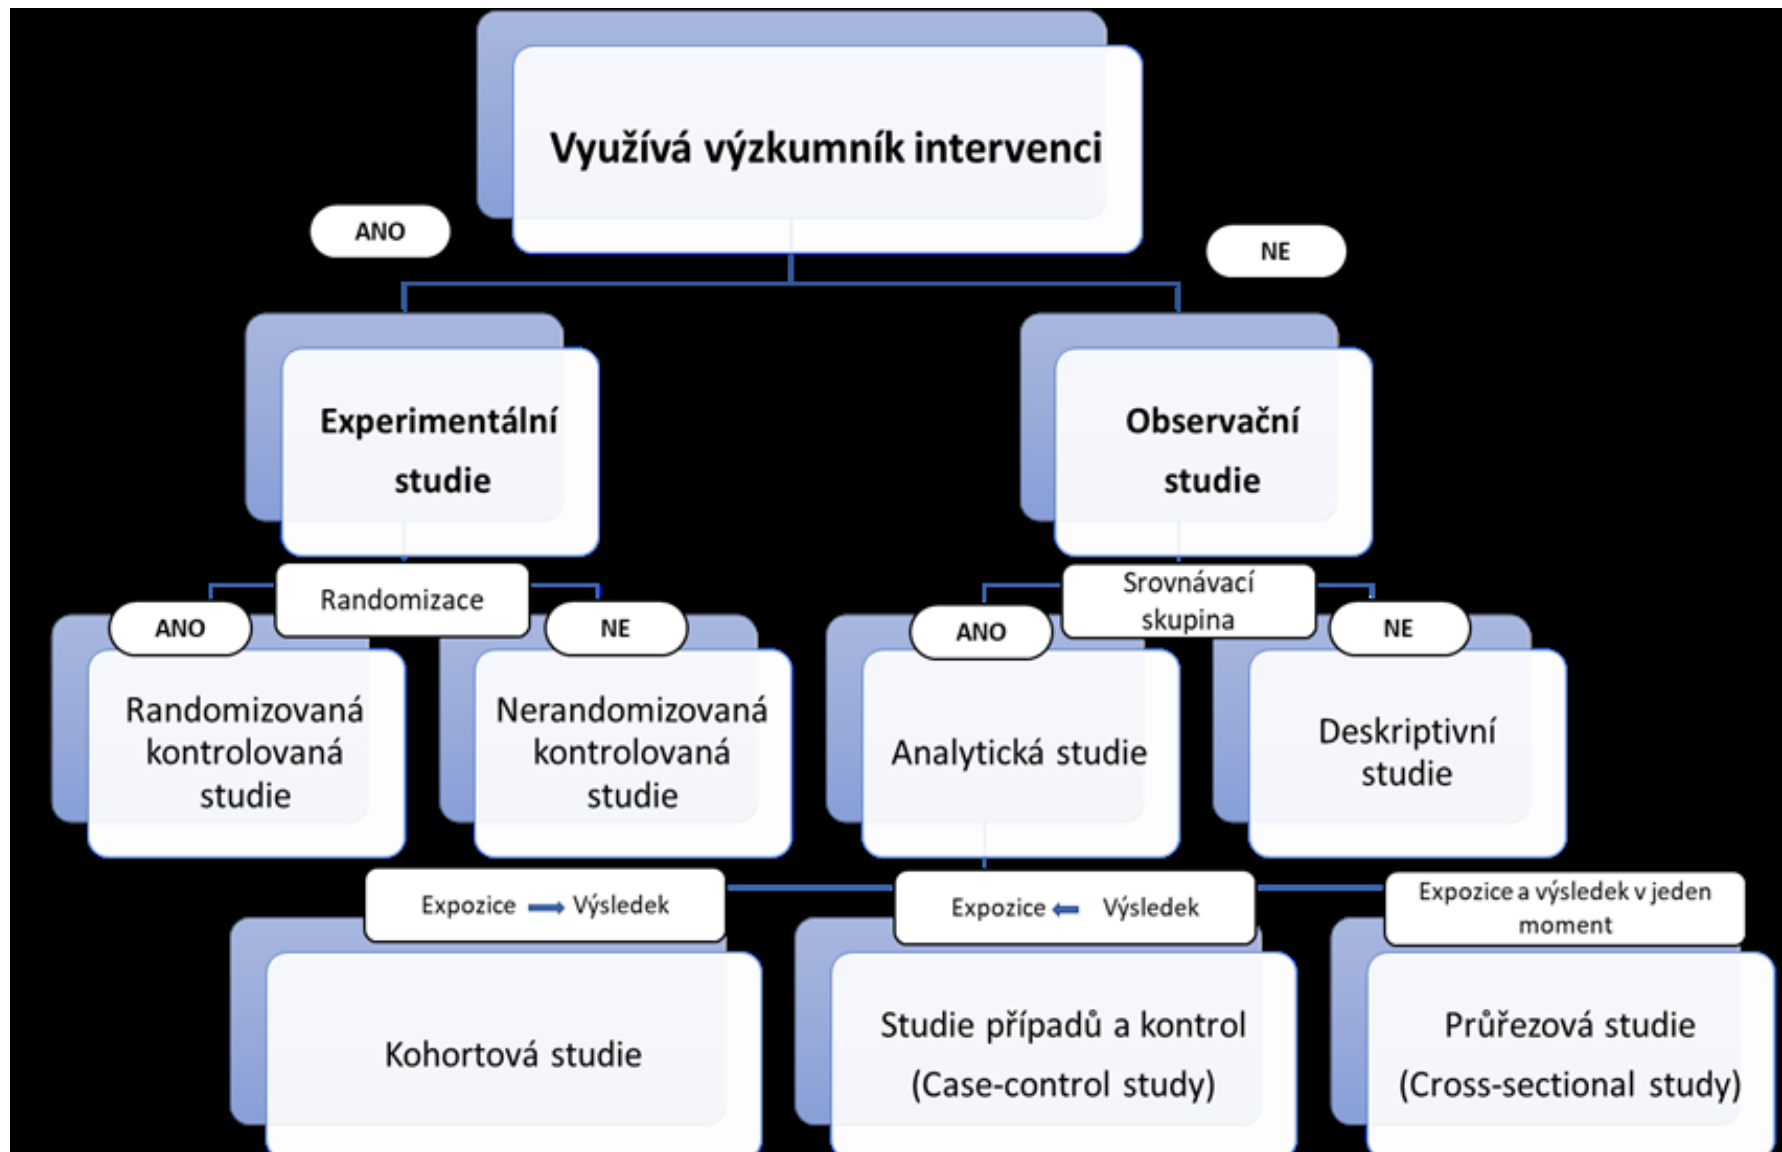 Využívá výzkumník intervenci
ANO
NE
Experimentální
studie
Observační
studie
Randomizace
Srovnávací
skupina
ANO
NE
ANO
NE
Randomizovaná
kontrolovaná
studie
Nerandomizovaná
kontrolovaná
studie
Analytická studie
Deskriptivní
studie
Expozice Výsledek
Expozice Výsledek
Expozice a výsledek v jeden
moment
Kohortová studie
Studie případů a kontrol
(Case-control study)
Průřezová studie
(Cross-sectional study)